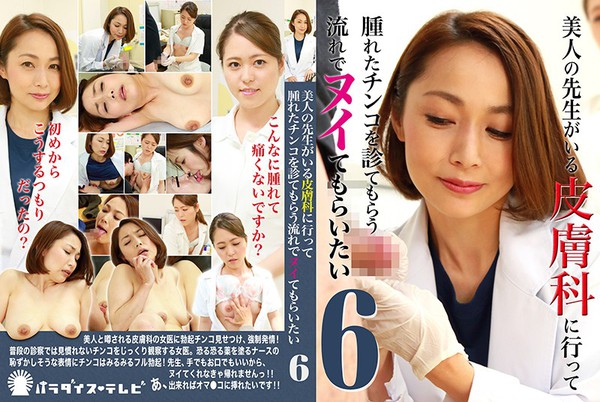 美人の先生がいる皮膚科に行って
腫れたチンコを診てもらう
流れでヌイてもらいたい
6
美人の先生がいる皮膚科に行って
腫れたチンコを診てもらう流れでヌイてもらいたい
6
こんなに腫れて
痛くないですか?
初めから
こうするつもり
だったの?
美人と噂される皮膚科の女医に勃起チンコ見せつけ、強制発情!
普段の診察では見慣れないチンコをじっくり観察する女医。恐る恐る薬を塗るナースの
恥ずかしそうな表情にチンコはみるみるフル勃起!先生、手でもお口でもいいから、
ヌイてくれなきゃ帰れませんっ!!
あぁ、出来ればオマ●コに挿れたいです!!
パラダイス・テレビ